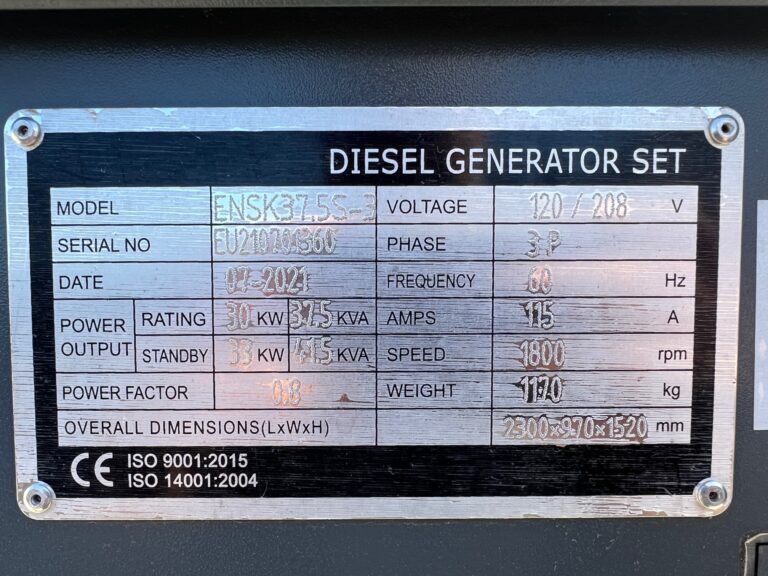 DIESEL GENERATOR SET
MODEL ENSK37.5S-3 VOLTAGE 120 / 208 V
SERIAL NO EU210701360 PHASE 3 P
DATE 07-2021 FREQUENCY 60 Hz
POWER OUTPUT RATING 30 KW 37.5 KVA AMPS 115 A
STANDBY 33 KW 41.5 KVA SPEED 1800 rpm
POWER FACTOR 0.8 WEIGHT 1170 kg
OVERALL DIMENSIONS(LxWxH) 2300x970x1520 mm
CE ISO 9001:2015
ISO 14001:2004